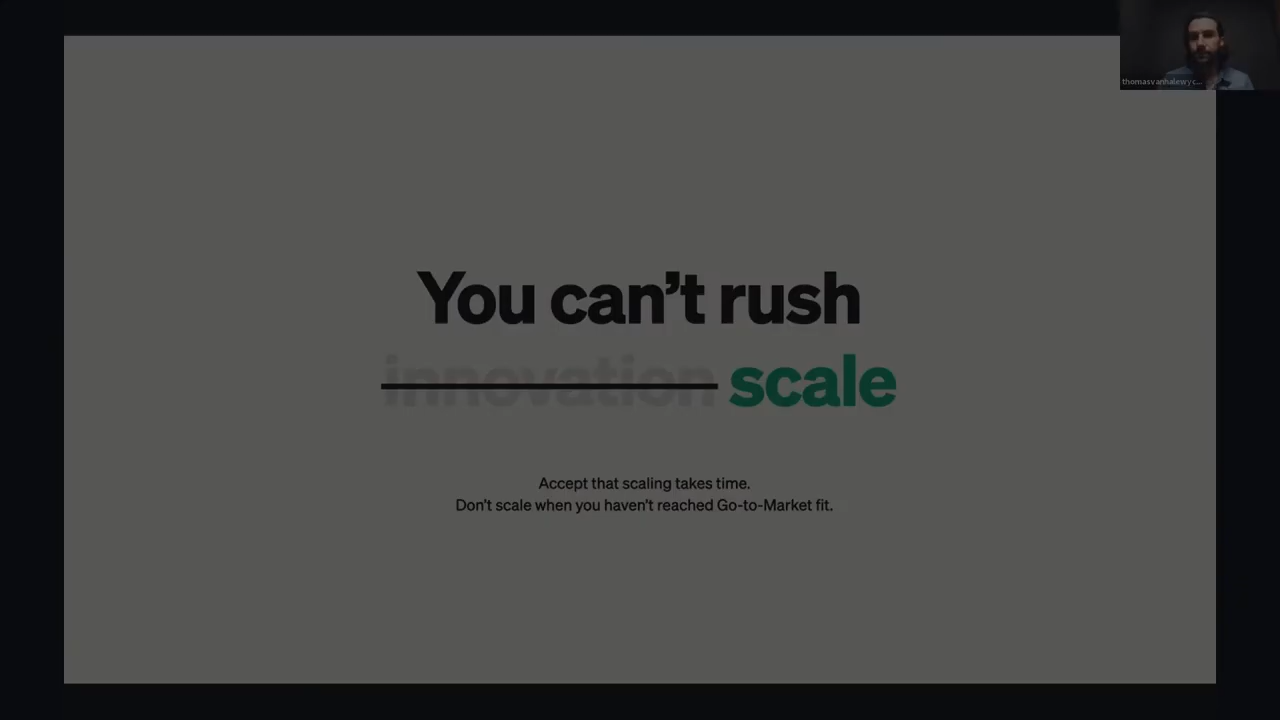 thomasvanhalewyc...
You can't rush
innovation scale
Accept that scaling takes time.
Don't scale when you haven't reached Go-to-Market fit.